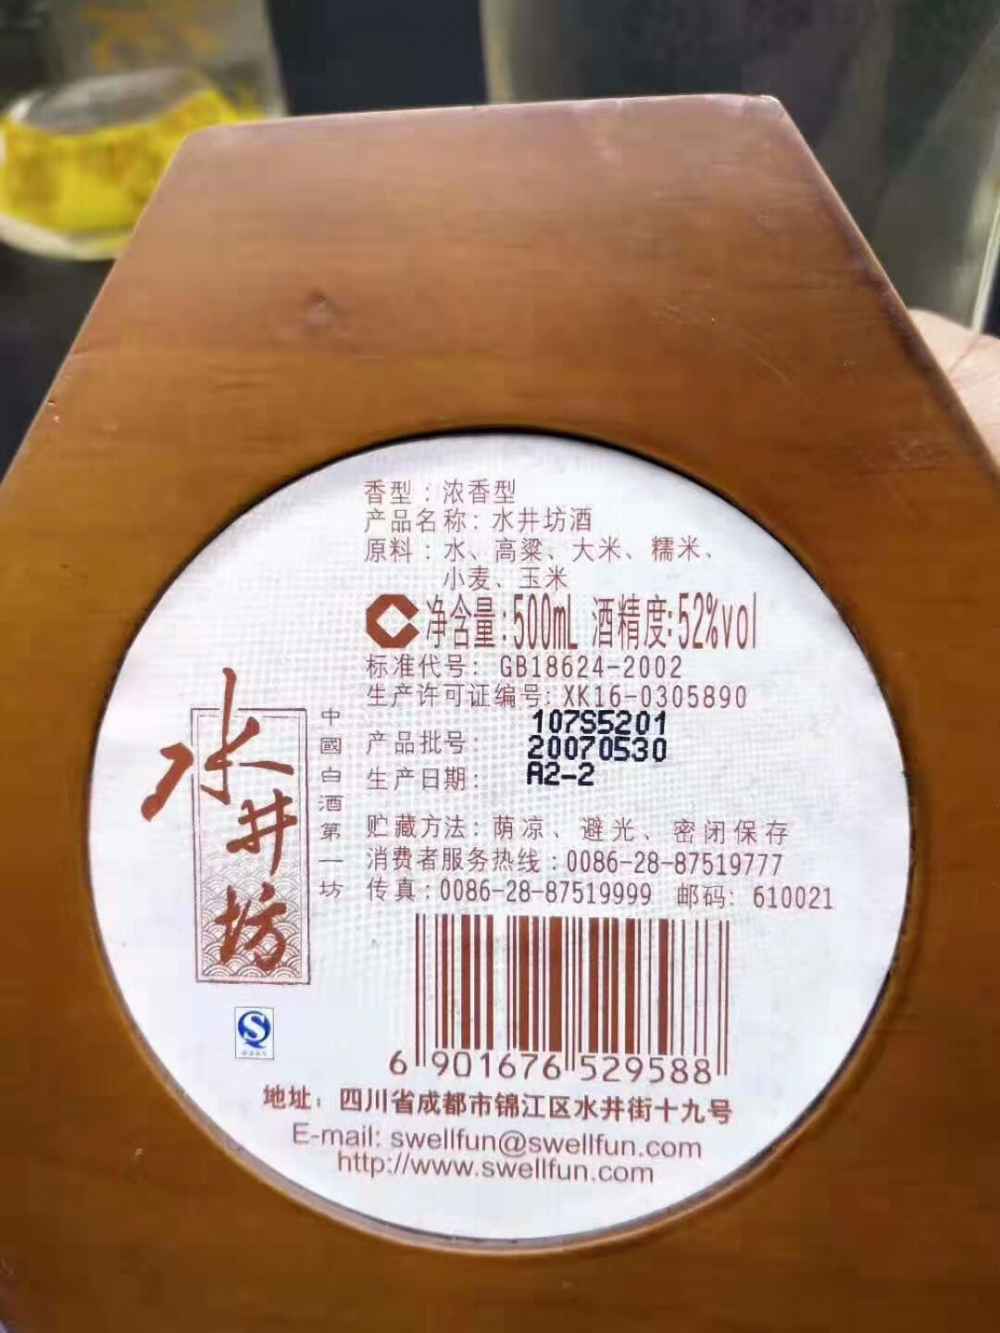 香型：浓香型
产品名称：水井坊酒
原料：水、高粱、大米、糯米、
小麦、玉米
净含量:500mL 酒精度:52%vol
标准代号：GB18624-2002
生产许可证编号：XK16-0305890
107S5201
产品批号：
20070530
生产日期：
A2-2
贮藏方法：荫凉、避光、密闭保存
消费者服务热线：0086-28-87519777
传真：0086-28-87519999 邮码：610021
水井坊
中國白酒第一坊
6 901676 529588
地址：四川省成都市锦江区水井街十九号
E-mail: swellfun@swellfun.com
http://www.swellfun.com